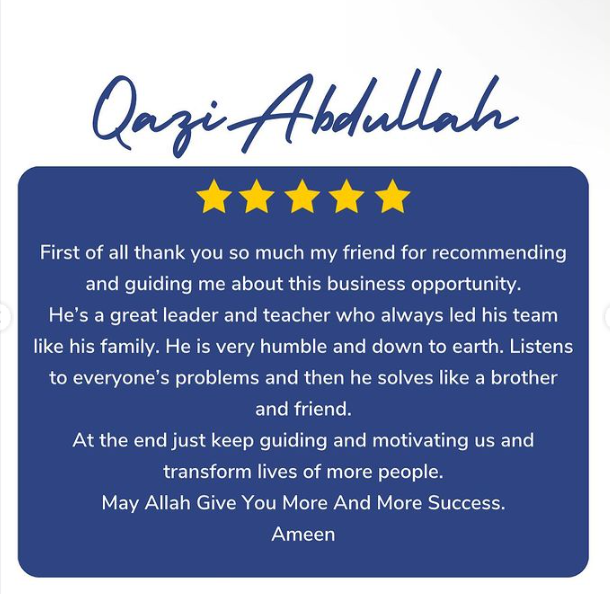 Qazi Abdullah
First of all thank you so much my friend for recommending
and guiding me about this business opportunity.
He's a great leader and teacher who always led his team
like his family. He is very humble and down to earth. Listens
to everyone's problems and then he solves like a brother
and friend.
At the end just keep guiding and motivating us and
transform lives of more people.
May Allah Give You More And More Success.
Ameen